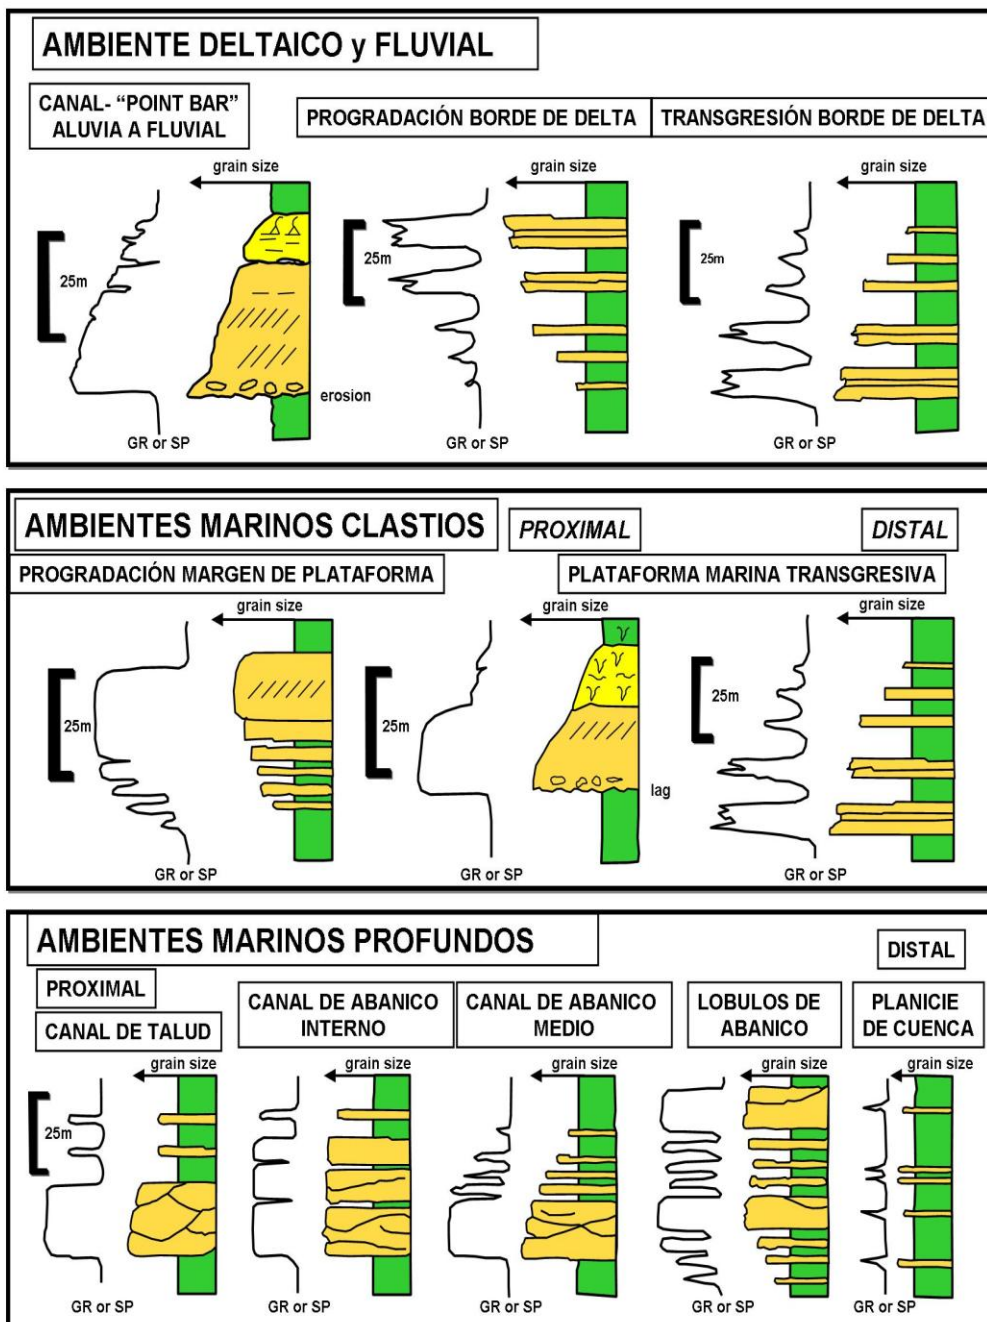 AMBIENTE DELTAICO y FLUVIAL
CANAL- “POINT BAR”
ALUVIA A FLUVIAL
PROGRADACIÓN BORDE DE DELTA
TRANSGRESIÓN BORDE DE DELTA
grain size
grain size
grain size
25m
25m
25m
erosion
GR or SP
GR or SP
GR or SP
AMBIENTES MARINOS CLASTIOS
PROXIMAL
DISTAL
PROGRADACIÓN MARGEN DE PLATAFORMA
PLATAFORMA MARINA TRANSGRESIVA
grain size
grain size
grain size
25m
25m
25m
lag
GR or SP
GR or SP
GR or SP
AMBIENTES MARINOS PROFUNDOS
DISTAL
PROXIMAL
CANAL DE TALUD
CANAL DE ABANICO
INTERNO
CANAL DE ABANICO
MEDIO
LOBULOS DE
ABANICO
PLANICIE
DE CUENCA
grain size
grain size
grain size
grain size
grain size
25m
GR or SP
GR or SP
GR or SP
GR or SP
GR or SP